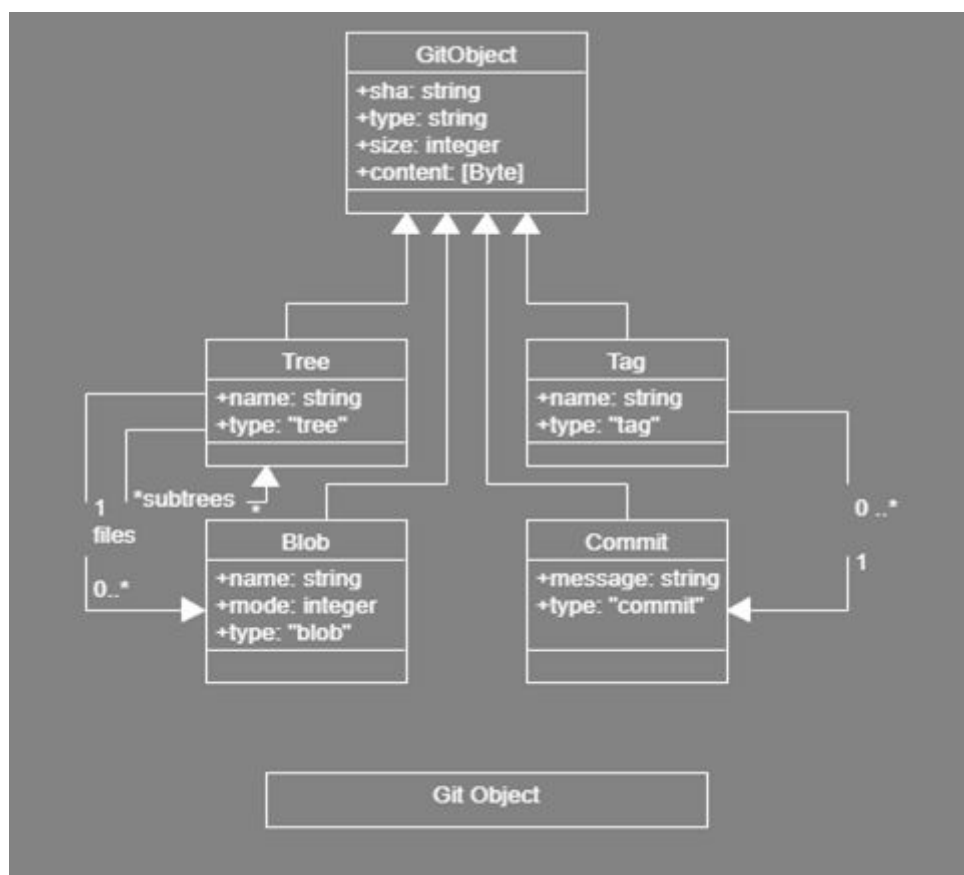 GitObject
+sha: string
+type: string
+size: integer
+content: [Byte]
Tree
+name: string
+type: "tree"
Tag
+name: string
+type: "tag"
*subtrees
*
1
files
0..*
0 ..*
1
Blob
+name: string
+mode: integer
+type: "blob"
Commit
+message: string
+type: "commit"
Git Object